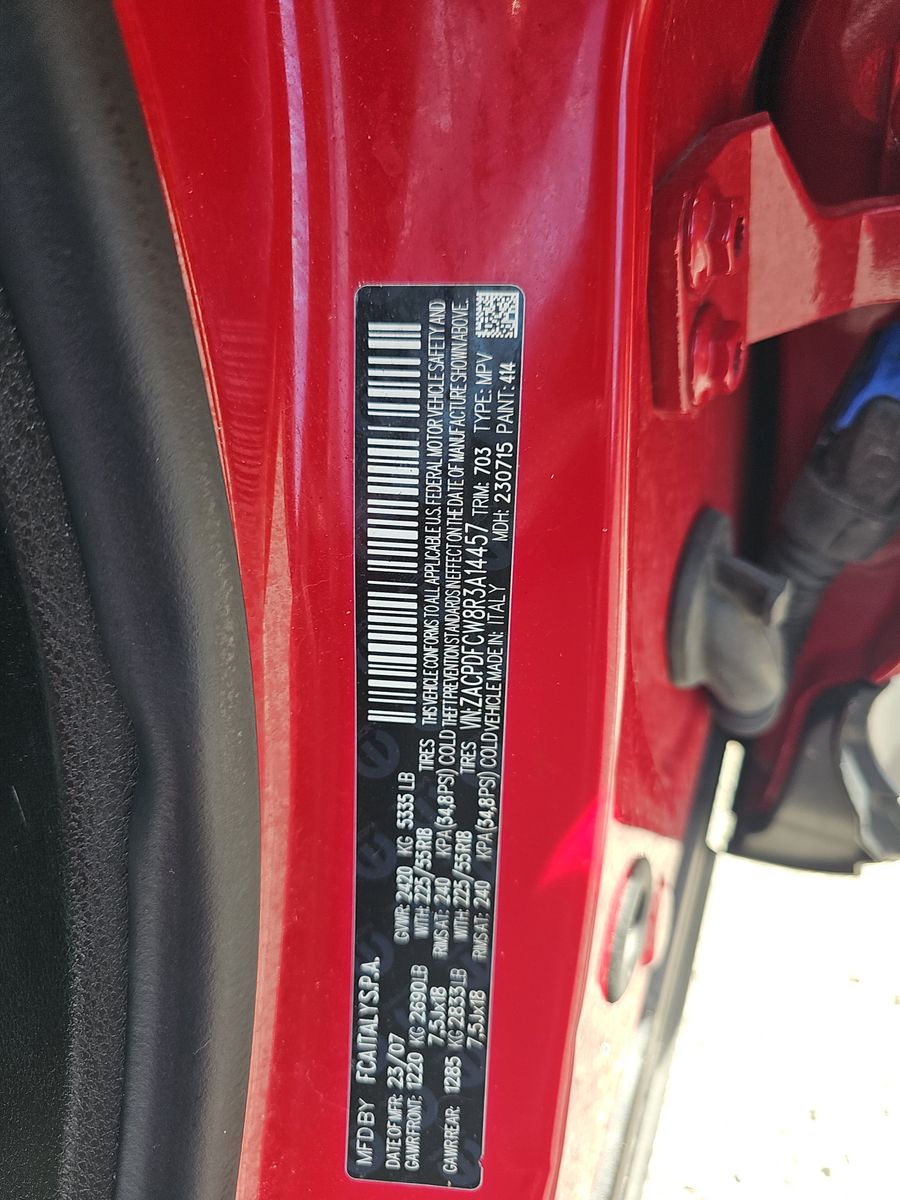 MFD BY FCA ITALY S.P.A.
DATE OF MFR: 23/07 GVWR: 2420 KG 5335 LB
GAWR FRONT: 1220 KG 2690 LB WITH: 225/55R18 TIRES
7,5Jx18 RIMS AT: 240 KPA(34,8PSI) COLD
GAWR REAR: 1285 KG 2833 LB WITH: 225/55R18 TIRES
7,5Jx18 RIMS AT: 240 KPA(34,8PSI) COLD
THIS VEHICLE CONFORMS TO ALL APPLICABLE U.S. FEDERAL MOTOR VEHICLE SAFETY AND
THEFT PREVENTION STANDARDS IN EFFECT ON THE DATE OF MANUFACTURE SHOWN ABOVE.
VIN: ZACPDFCW8R3A14457 TRIM: 703 TYPE: MPV
VEHICLE MADE IN: ITALY MDH: 230715 PAINT: 414